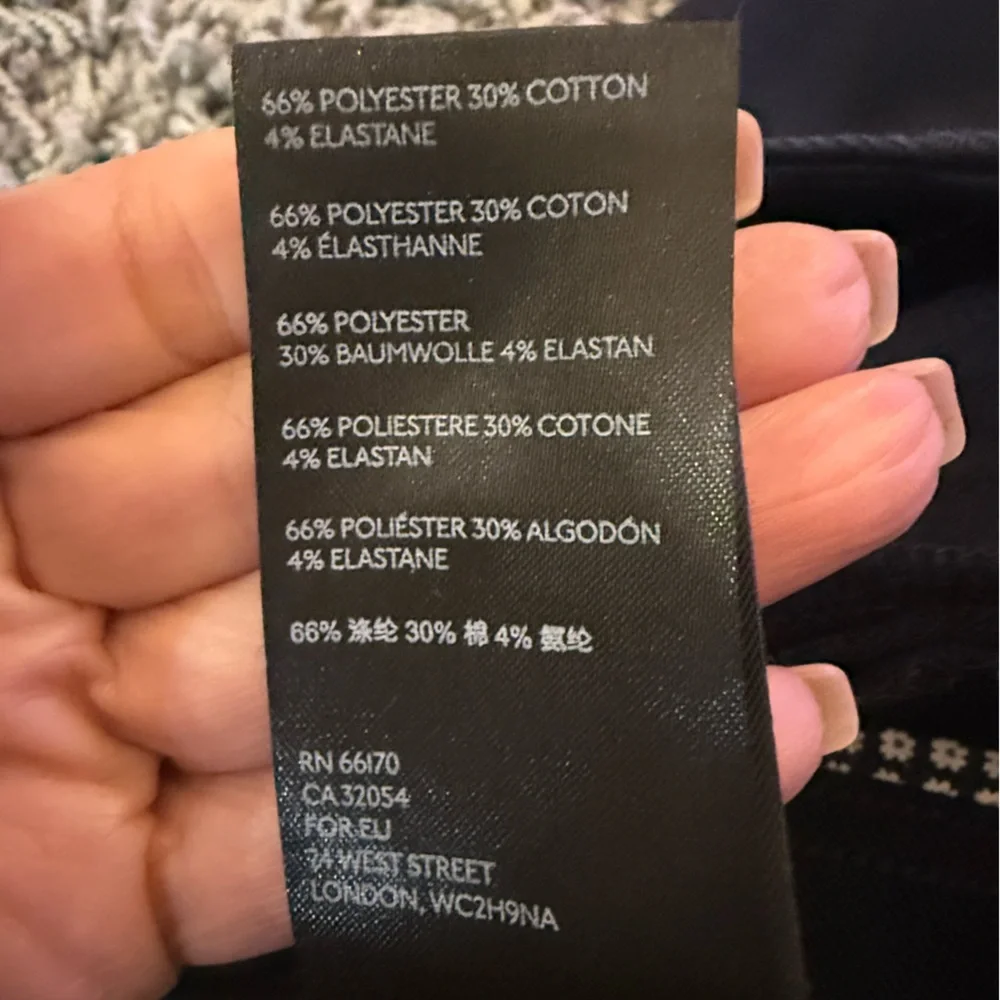 66% POLYESTER 30% COTTON
4% ELASTANE
66% POLYESTER 30% COTON
4% ÉLASTHANNE
66% POLYESTER
30% BAUMWOLLE 4% ELASTAN
66% POLIESTERE 30% COTONE
4% ELASTAN
66% POLIÉSTER 30% ALGODÓN
4% ELASTANE
66% 涤纶 30% 棉 4% 氨纶
RN 66170
CA 32054
FOR EU
24 WEST STREET
LONDON, WC2H9NA